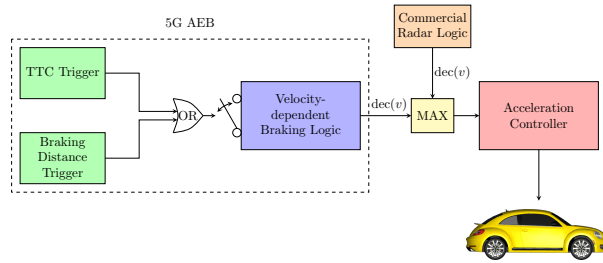 5G AEB
Commercial
Radar Logic
TTC Trigger
dec(v)
Velocity-
dependent
Braking Logic
dec(v)
OR
MAX
Acceleration
Controller
Braking
Distance
Trigger